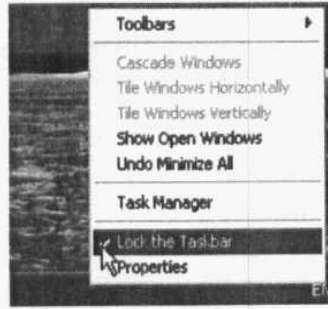 Toolbars
Cascade Windows
Tile Windows Horizontally
Tile Windows Vertically
Show Open Windows
Undo Minimize All
Task Manager
Lock the Taskbar
Properties